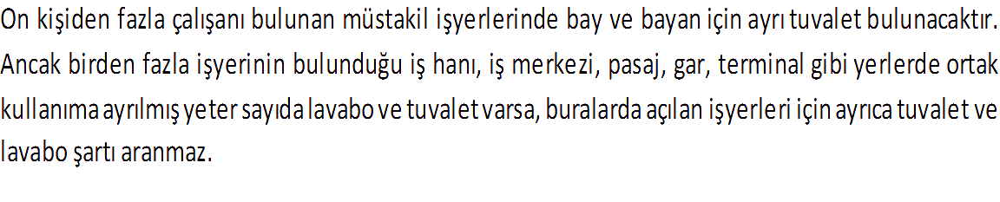 On kişiden fazla çalışanı bulunan müstakil işyerlerinde bay ve bayan için ayrı tuvalet bulunacaktır.
Ancak birden fazla işyerinin bulunduğu iş hanı, iş merkezi, pasaj, gar, terminal gibi yerlerde ortak
kullanıma ayrılmış yeter sayıda lavabo ve tuvalet varsa, buralarda açılan işyerleri için ayrıca tuvalet ve
lavabo şartı aranmaz.